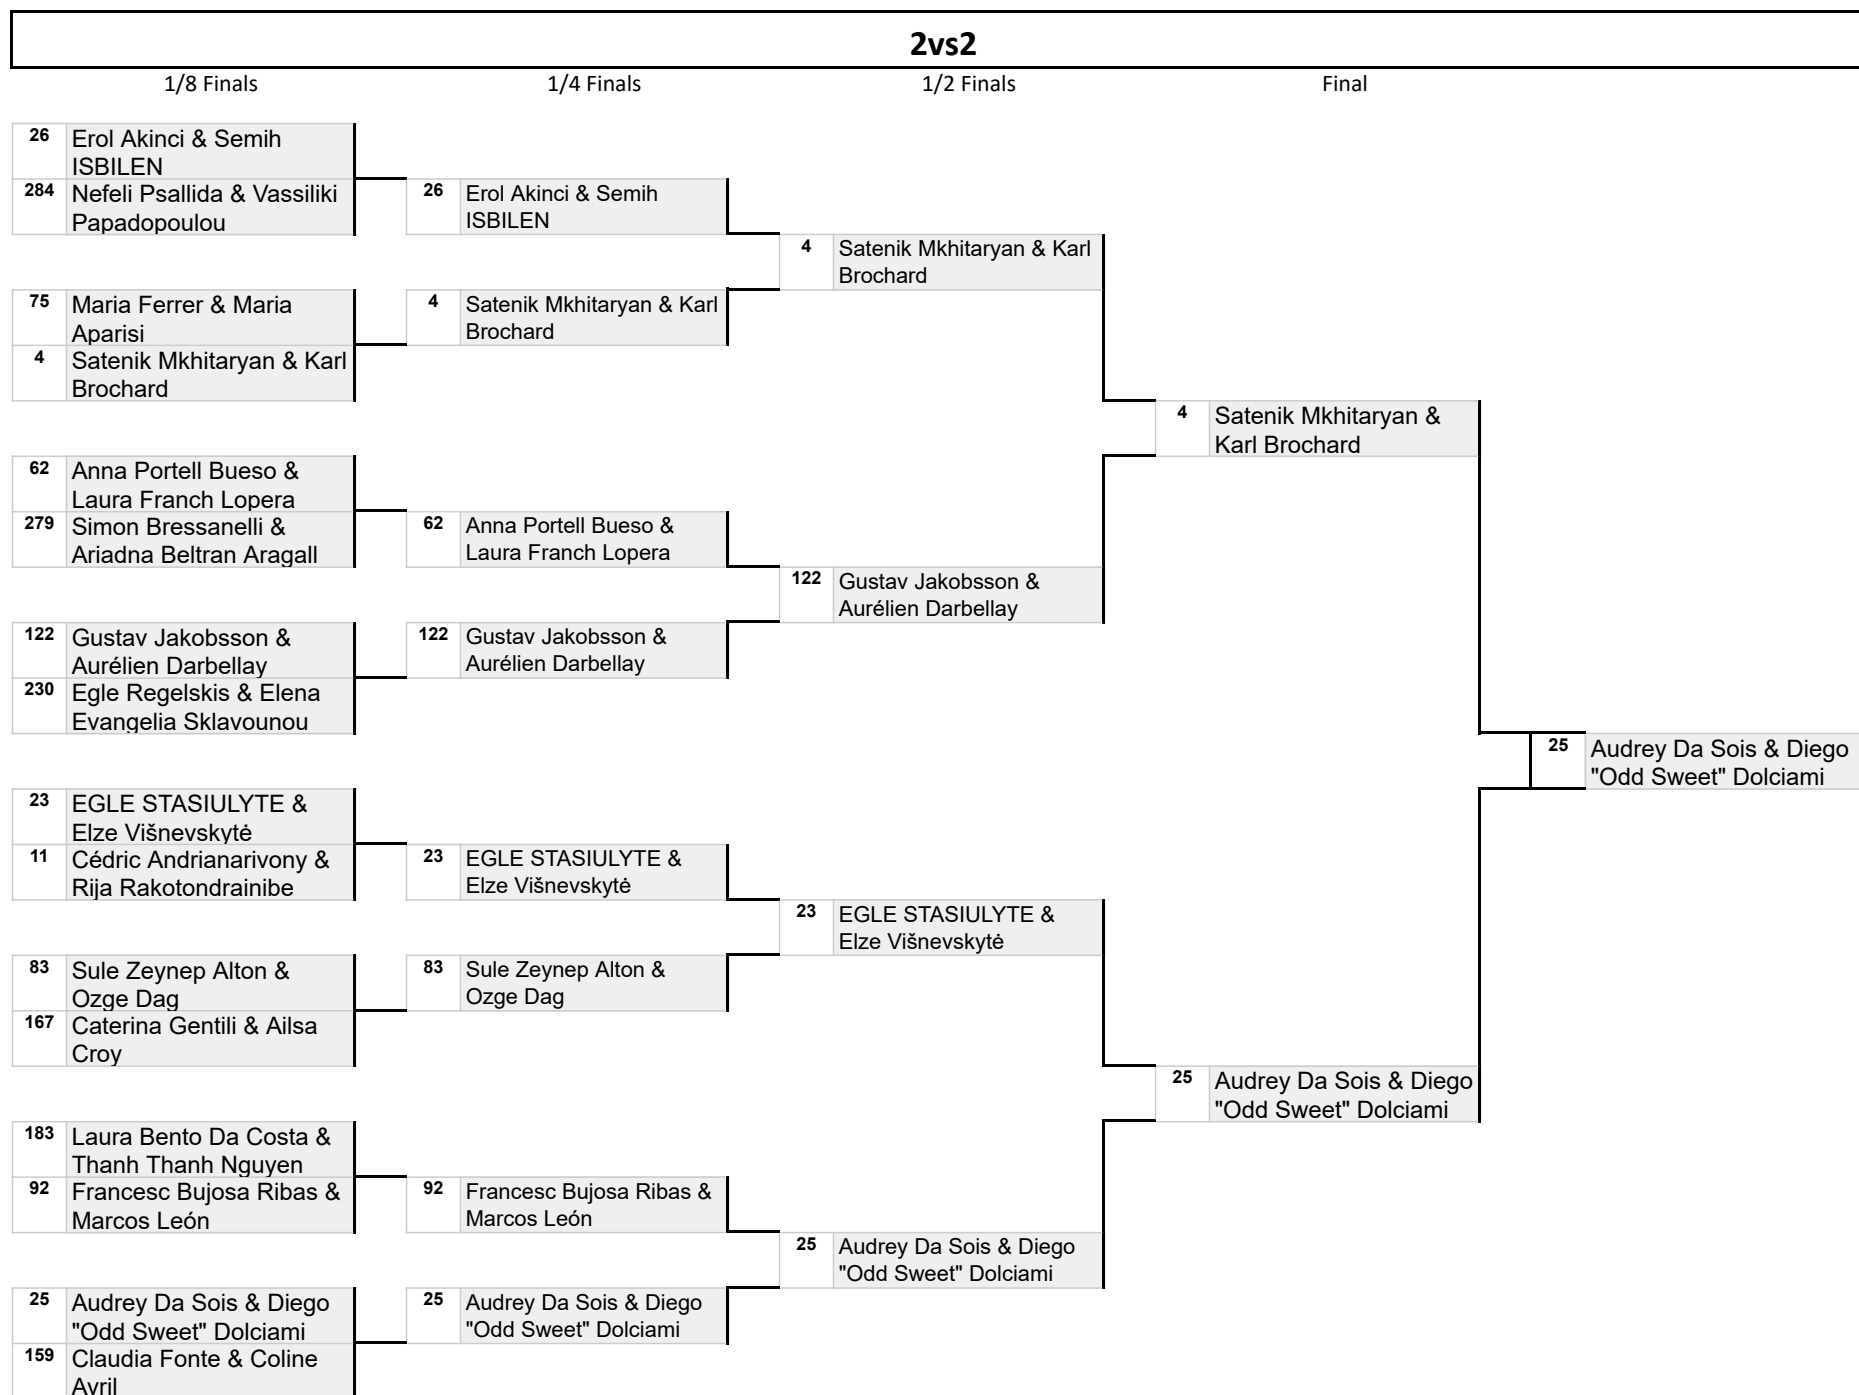 2vs2
1/8 Finals
1/4 Finals
1/2 Finals
Final
26 Erol Akinci & Semih
ISBILEN
284 Nefeli Psallida & Vassiliki
Papadopoulou
75 Maria Ferrer & Maria
Aparisi
4 Satenik Mkhitaryan & Karl
Brochard
62 Anna Portell Bueso &
Laura Franch Lopera
279 Simon Bressanelli &
Ariadna Beltran Aragall
122 Gustav Jakobsson &
Aurélien Darbellay
230 Egle Regelskis & Elena
Evangelia Sklavounou
23 EGLE STASIULYTE &
Elze Višnevskytė
11 Cédric Andrianarivony &
Rija Rakotondrainibe
83 Sule Zeynep Alton &
Ozge Dag
167 Caterina Gentili & Ailsa
Croy
183 Laura Bento Da Costa &
Thanh Thanh Nguyen
92 Francesc Bujosa Ribas &
Marcos León
25 Audrey Da Sois & Diego
"Odd Sweet" Dolciami
159 Claudia Fonte & Coline
Avril
26 Erol Akinci & Semih
ISBILEN
4 Satenik Mkhitaryan & Karl
Brochard
62 Anna Portell Bueso &
Laura Franch Lopera
122 Gustav Jakobsson &
Aurélien Darbellay
23 EGLE STASIULYTE &
Elze Višnevskytė
83 Sule Zeynep Alton &
Ozge Dag
92 Francesc Bujosa Ribas &
Marcos León
25 Audrey Da Sois & Diego
"Odd Sweet" Dolciami
4 Satenik Mkhitaryan & Karl
Brochard
122 Gustav Jakobsson &
Aurélien Darbellay
23 EGLE STASIULYTE &
Elze Višnevskytė
25 Audrey Da Sois & Diego
"Odd Sweet" Dolciami
4 Satenik Mkhitaryan &
Karl Brochard
25 Audrey Da Sois & Diego
"Odd Sweet" Dolciami
25 Audrey Da Sois & Diego
"Odd Sweet" Dolciami